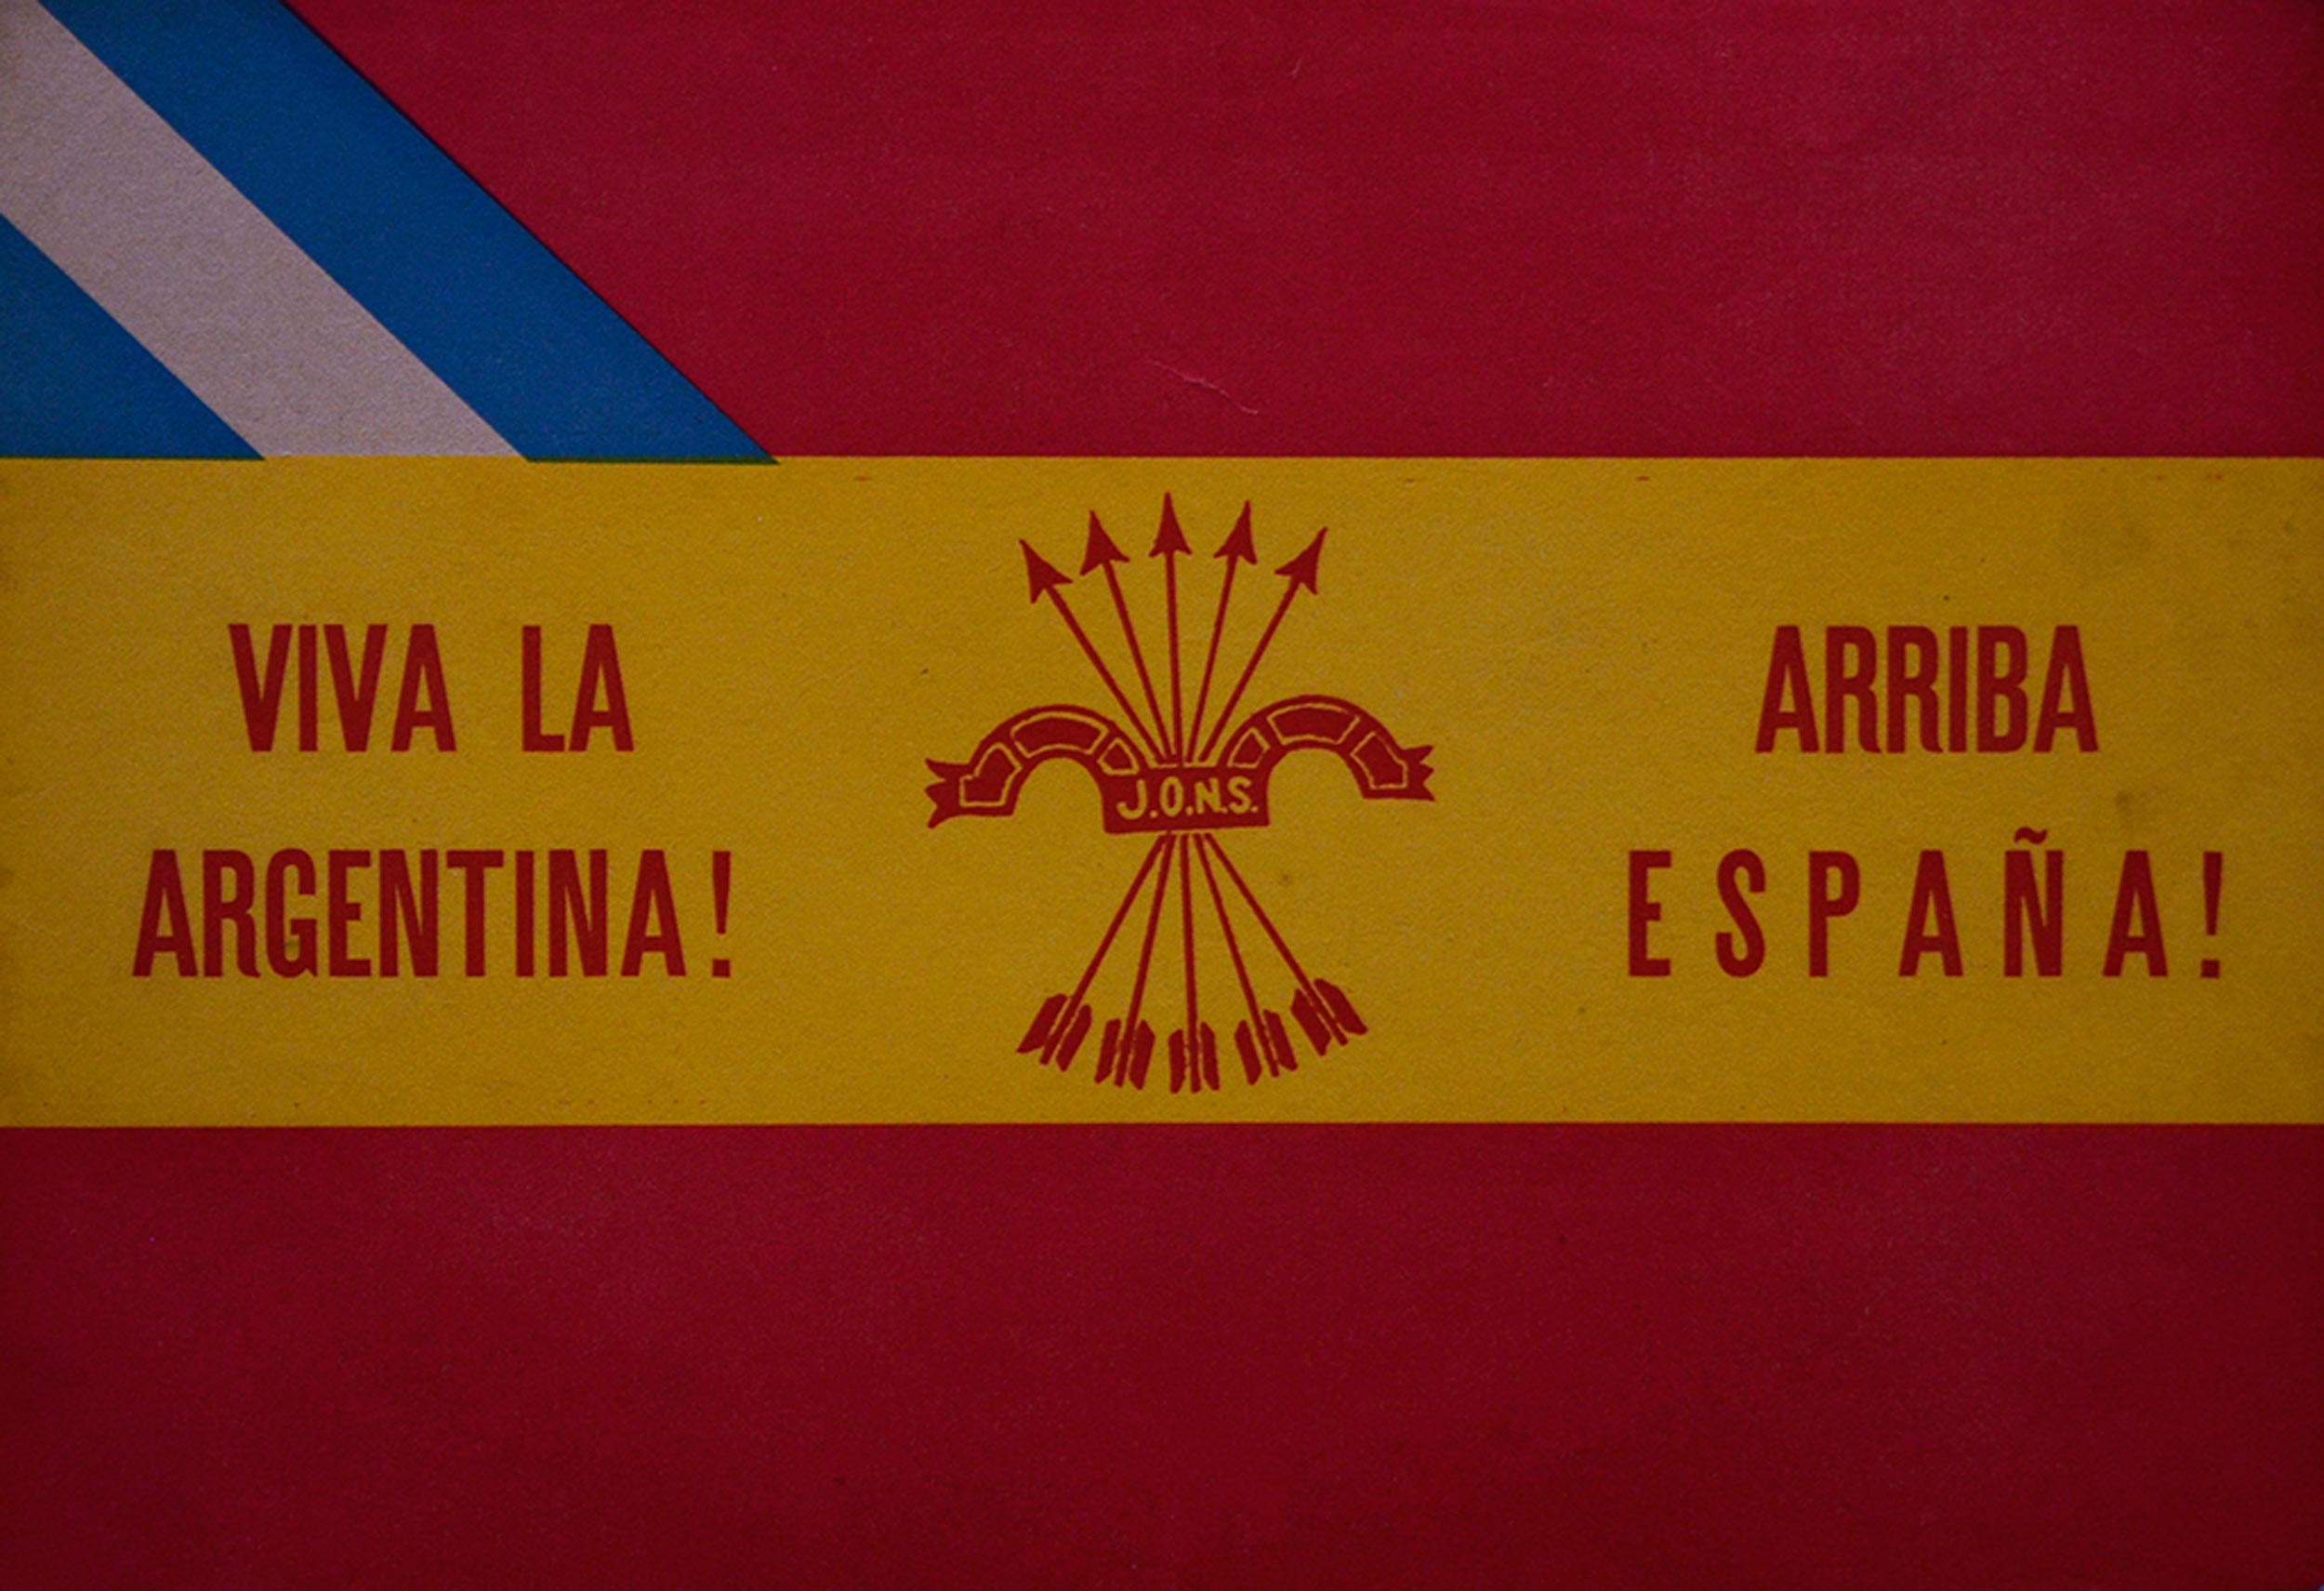 VIVA LA
ARGENTINA!
J.O.N.S.
ARRIBA
ESPAÑA!